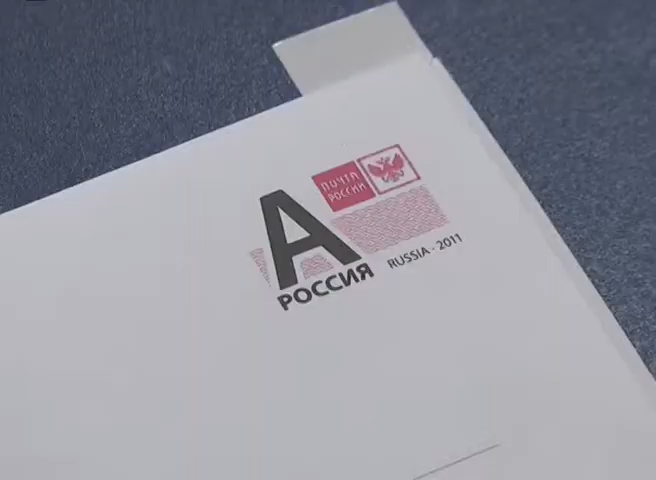 ПОЧТА
РОССИИ
А
РОССИЯ
RUSSIA · 2011